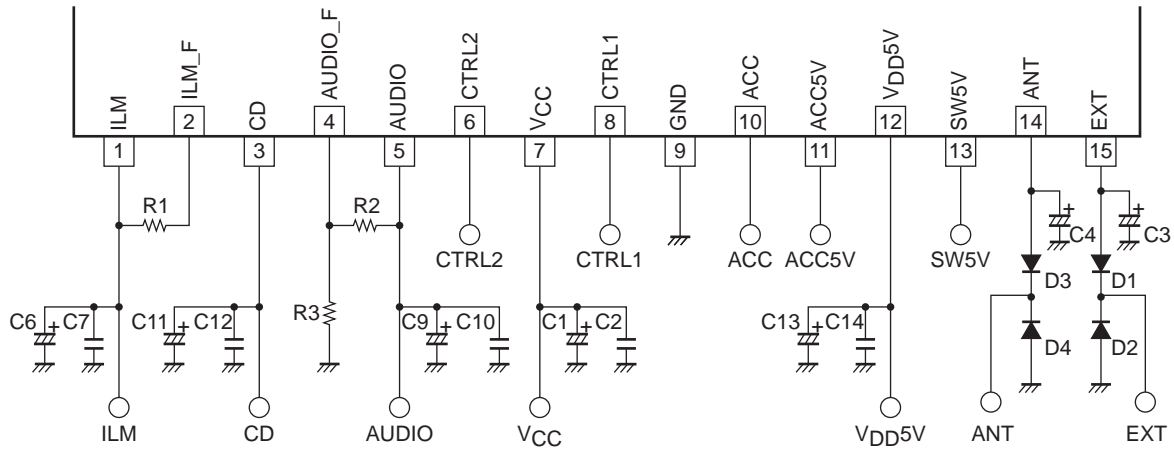 ILM
ILM_F
CD
AUDIO_F
AUDIO
CTRL2
VCC
CTRL1
GND
ACC
ACC5V
VDD5V
SW5V
ANT
EXT
1
2
3
4
5
6
7
8
9
10
11
12
13
14
15
R1
R2
CTRL2
CTRL1
ACC
ACC5V
SW5V
+
C4
+
C3
D3
D1
R3
C6
+
C7
C11
+
C12
C9
+
C10
C1
+
C2
C13
+
C14
D4
D2
ILM
CD
AUDIO
VCC
VDD5V
ANT
EXT